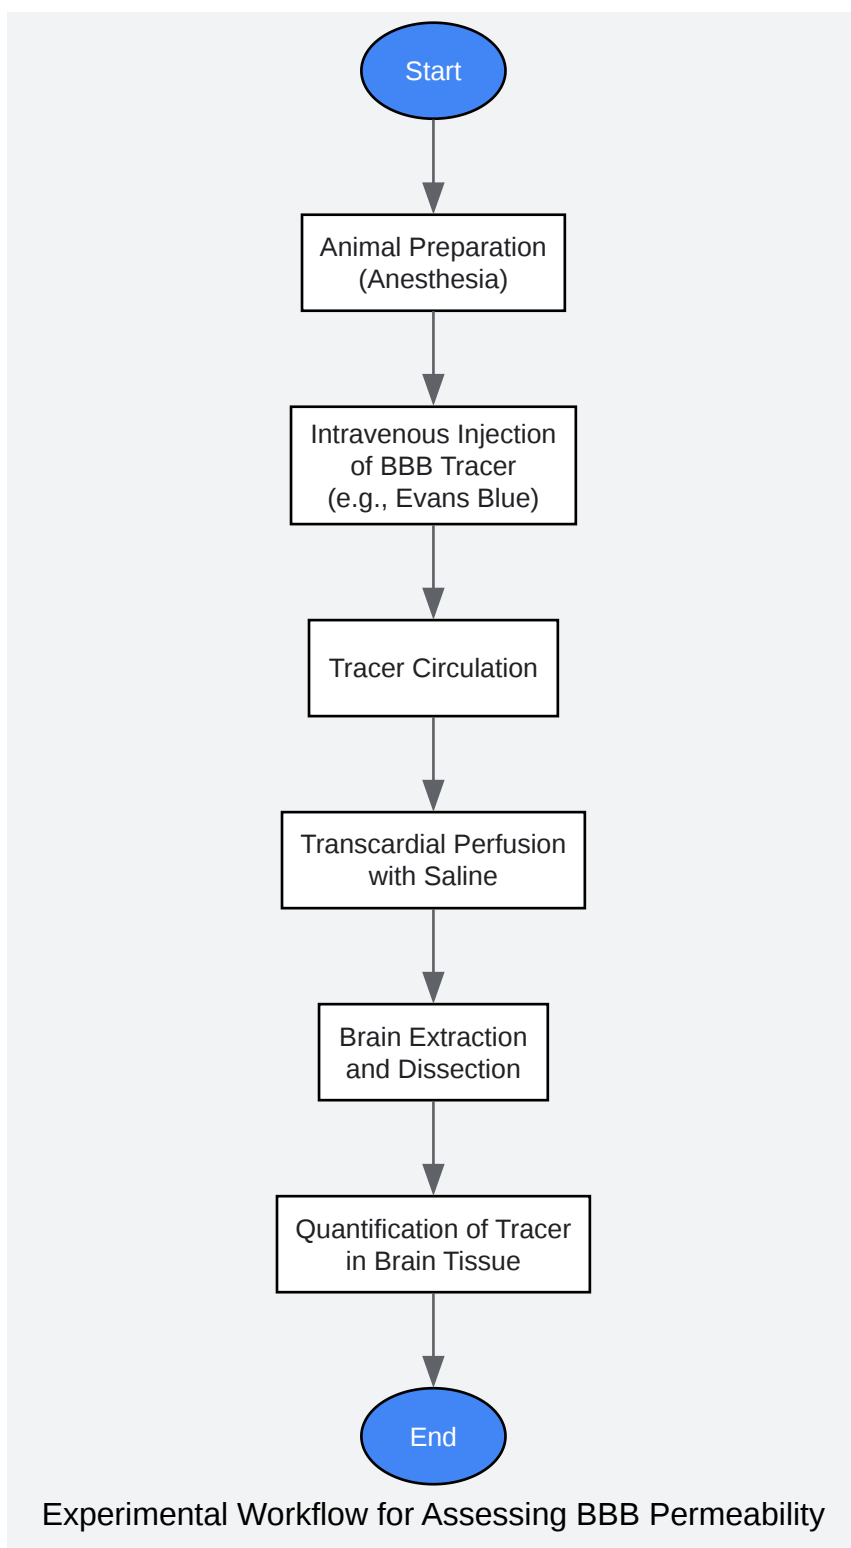 Start
Animal Preparation
(Anesthesia)
Intravenous Injection
of BBB Tracer
(e.g., Evans Blue)
Tracer Circulation
Transcardial Perfusion
with Saline
Brain Extraction
and Dissection
Quantification of Tracer
in Brain Tissue
End
Experimental Workflow for Assessing BBB Permeability